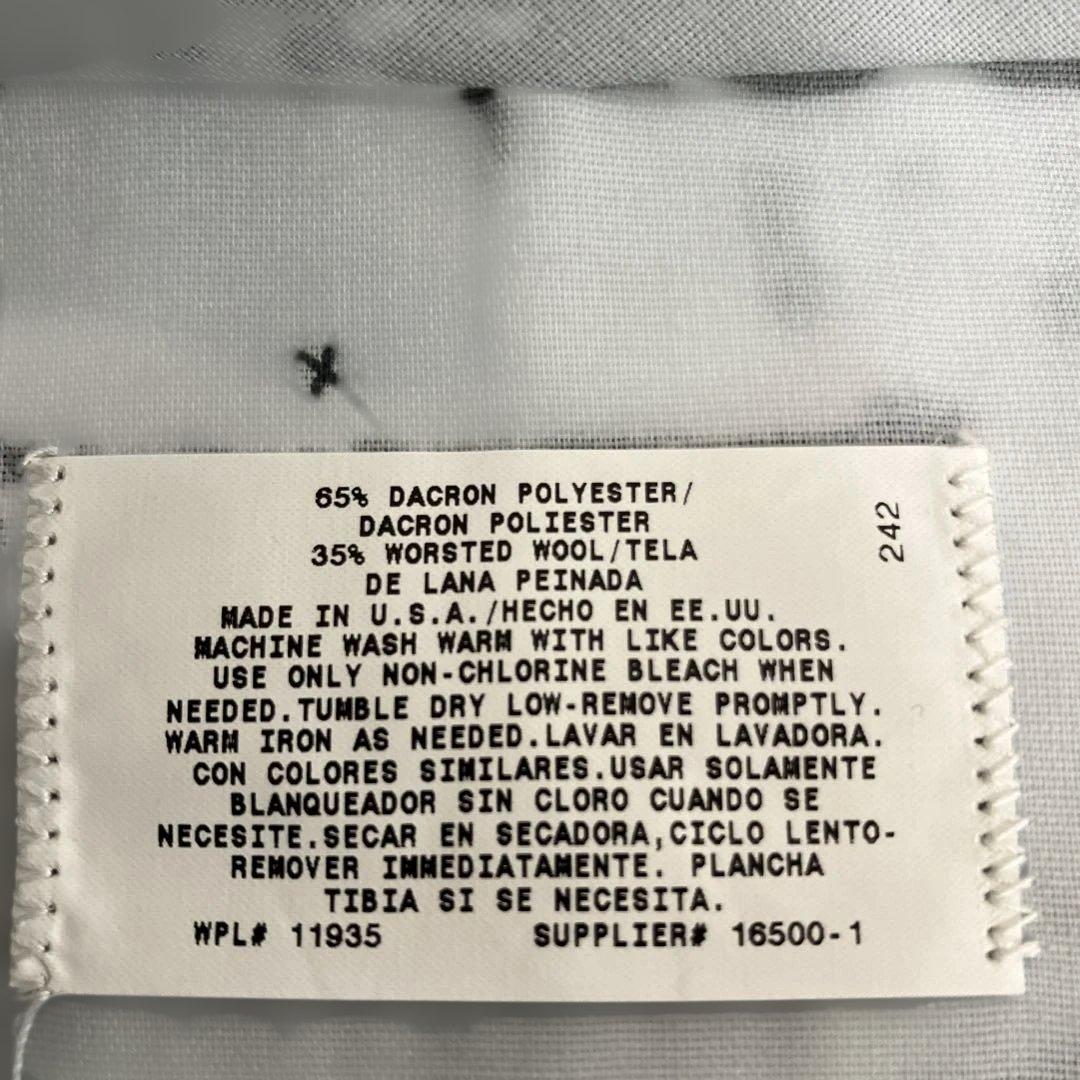 65% DACRON POLYESTER/
DACRON POLIESTER
35% WORSTED WOOL/TELA
DE LANA PEINADA
MADE IN U.S.A./HECHO EN EE.UU.
MACHINE WASH WARM WITH LIKE COLORS.
USE ONLY NON-CHLORINE BLEACH WHEN
NEEDED.TUMBLE DRY LOW-REMOVE PROMPTLY.
WARM IRON AS NEEDED.LAVAR EN LAVADORA.
CON COLORES SIMILARES.USAR SOLAMENTE
BLANQUEADOR SIN CLORO CUANDO SE
NECESITE.SECAR EN SECADORA,CICLO LENTO-
REMOVER IMMEDIATAMENTE. PLANCHA
TIBIA SI SE NECESITA.
WPL# 11935 SUPPLIER# 16500-1
242